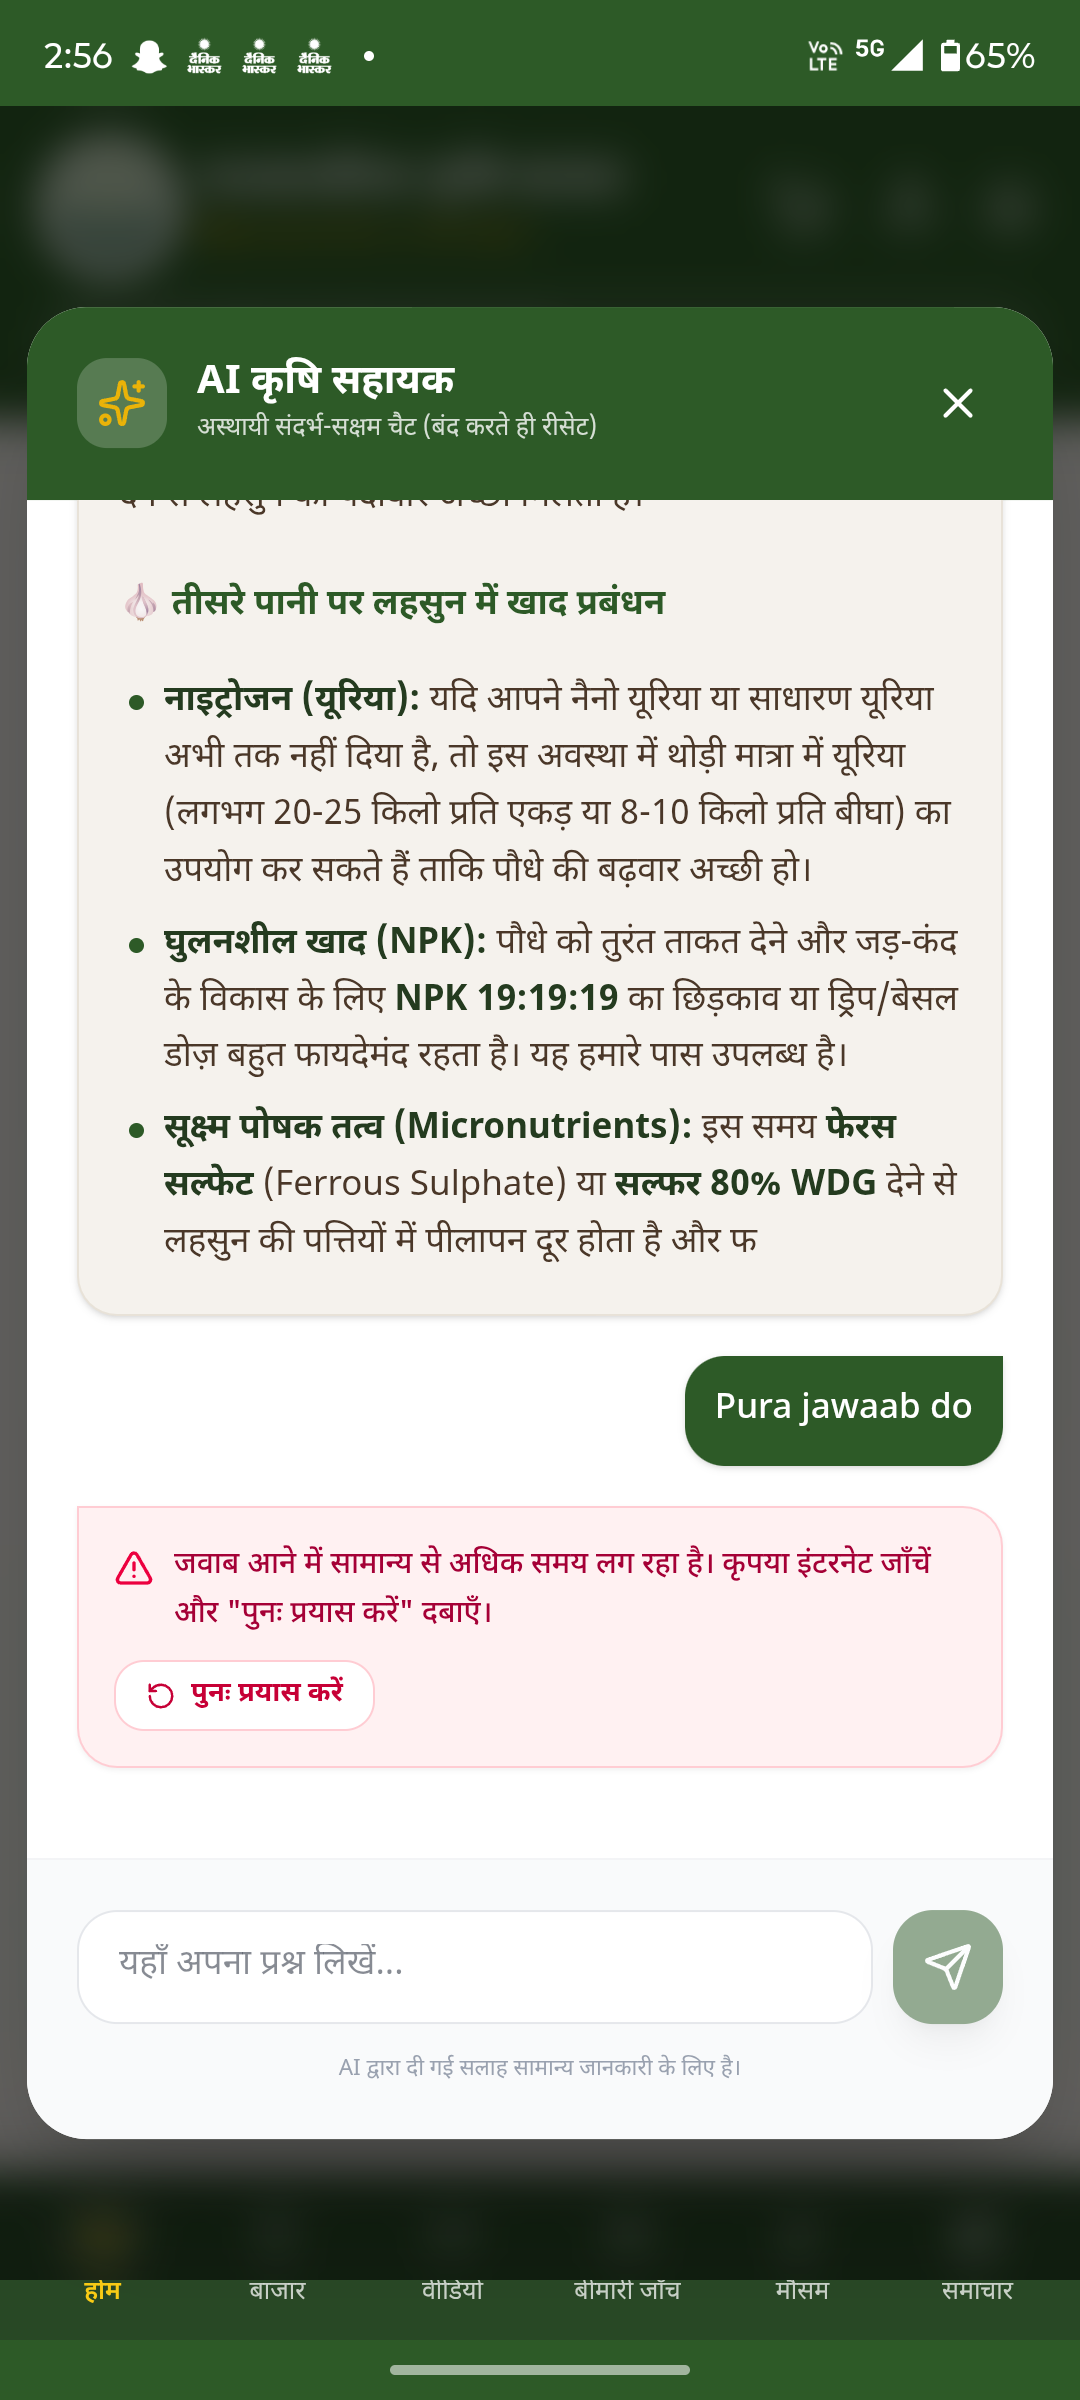 2:56
दैनिक भास्कर दैनिक भास्कर दैनिक भास्कर
Vo LTE 5G 65%
AI कृषि सहायक
अस्थायी संदर्भ-सक्षम चैट (बंद करते ही रीसेट)
तीसरे पानी पर लहसुन में खाद प्रबंधन
नाइट्रोजन (यूरिया): यदि आपने नैनो यूरिया या साधारण यूरिया
अभी तक नहीं दिया है, तो इस अवस्था में थोड़ी मात्रा में यूरिया
(लगभग 20-25 किलो प्रति एकड़ या 8-10 किलो प्रति बीघा) का
उपयोग कर सकते हैं ताकि पौधे की बढ़वार अच्छी हो।
घुलनशील खाद (NPK): पौधे को तुरंत ताकत देने और जड़-कंद
के विकास के लिए NPK 19:19:19 का छिड़काव या ड्रिप/बेसल
डोज़ बहुत फायदेमंद रहता है। यह हमारे पास उपलब्ध है।
सूक्ष्म पोषक तत्व (Micronutrients): इस समय फेरस
सल्फेट (Ferrous Sulphate) या सल्फर 80% WDG देने से
लहसुन की पत्तियों में पीलापन दूर होता है और फ
Pura jawaab do
जवाब आने में सामान्य से अधिक समय लग रहा है। कृपया इंटरनेट जाँचें
और "पुनः प्रयास करें" दबाएँ।
पुनः प्रयास करें
यहाँ अपना प्रश्न लिखें...
AI द्वारा दी गई सलाह सामान्य जानकारी के लिए है।
होम बाजार वीडियो बीमारी जाँच मौसम समाचार